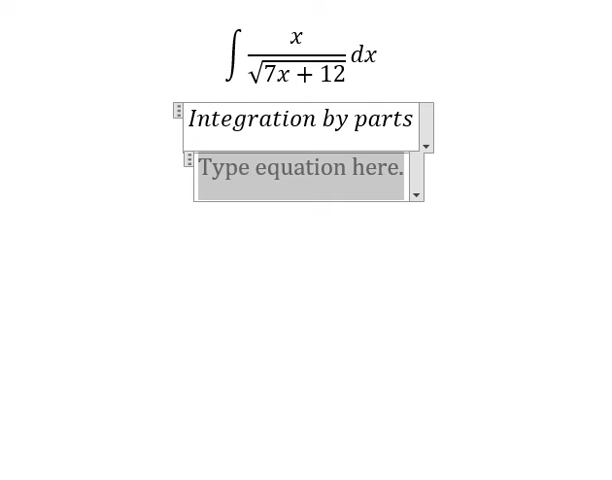 ∫ x/√(7x + 12) dx
Integration by parts
Type equation here.